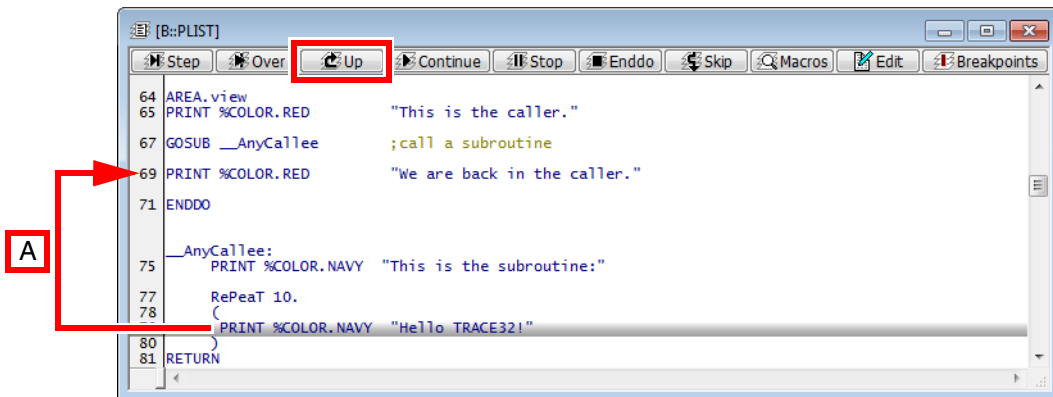 [B::PLIST]
Step Over Up Continue Stop Enddo Skip Macros Edit Breakpoints
64 AREA.view
65 PRINT %COLOR.RED "This is the caller."
67 GOSUB __AnyCallee ;call a subroutine
69 PRINT %COLOR.RED "We are back in the caller."
71 ENDDO
A
__AnyCallee:
75 PRINT %COLOR.NAVY "This is the subroutine:"
77 RePeaT 10.
78 (
PRINT %COLOR.NAVY "Hello TRACE32!"
80 )
81 RETURN